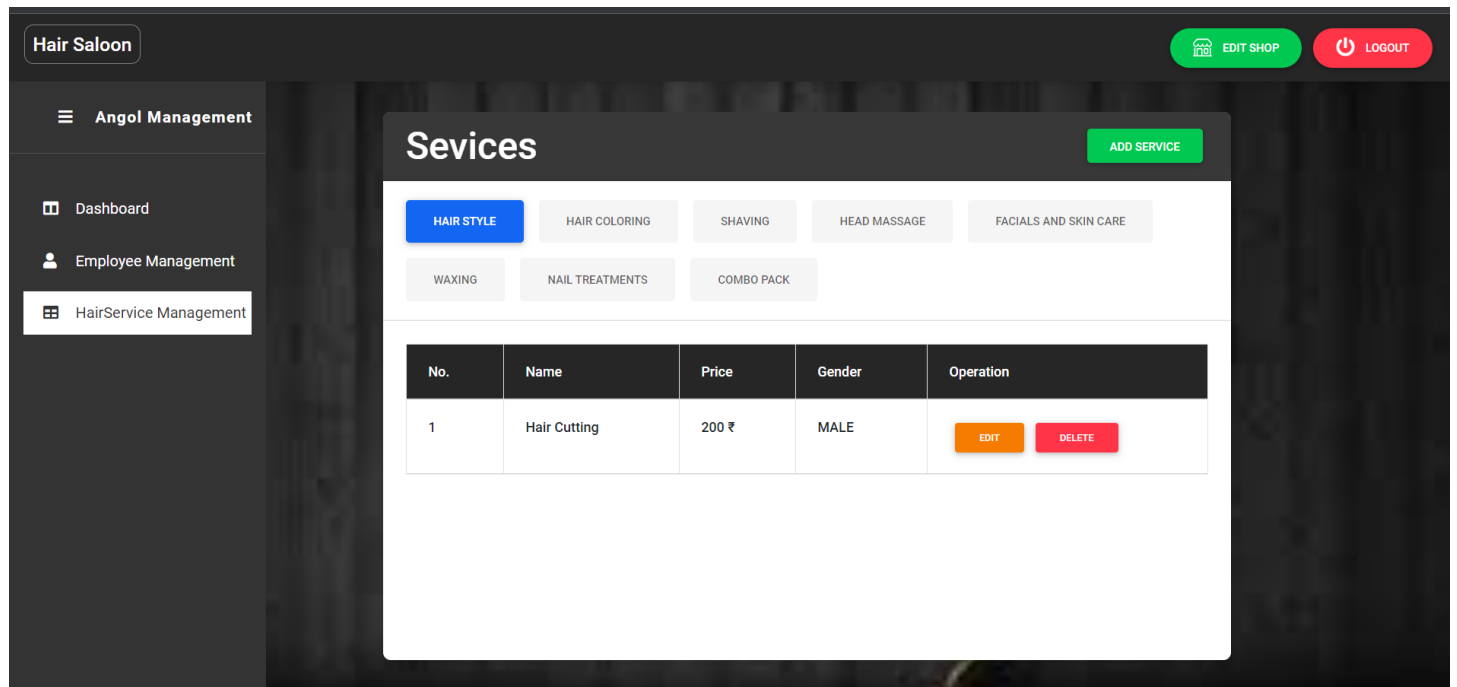 Hair Saloon
EDIT SHOP
LOGOUT
Angol Management
Dashboard
Employee Management
HairService Management
Sevices
ADD SERVICE
HAIR STYLE
HAIR COLORING
SHAVING
HEAD MASSAGE
FACIALS AND SKIN CARE
WAXING
NAIL TREATMENTS
COMBO PACK
No.
Name
Price
Gender
Operation
1
Hair Cutting
200 ₹
MALE
EDIT
DELETE